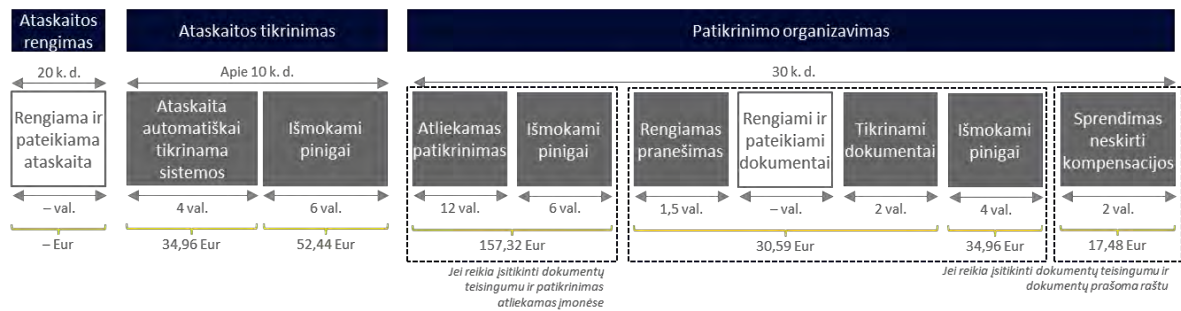 Ataskaitos
rengimas
Ataskaitos tikrinimas
Patikrinimo organizavimas
20 k. d.
Apie 10 k. d.
30 k. d.
Rengiama ir
pateikiama
ataskaita
Ataskaita
automatiškai
tikrinama
sistemos
Išmokami
pinigai
Atliekamas
patikrinimas
Išmokami
pinigai
Rengiamas
pranešimas
Rengiami ir
pateikiami
dokumentai
Tikrinami
dokumentai
Išmokami
pinigai
Sprendimas
neskirti
kompensacijos
– val.
4 val.
6 val.
12 val.
6 val.
1,5 val.
– val.
2 val.
4 val.
2 val.
– Eur
34,96 Eur
52,44 Eur
157,32 Eur
30,59 Eur
34,96 Eur
17,48 Eur
Jei reikia įsitikinti dokumentų
teisingumu ir patikrinimas
atliekamas įmonėse
Jei reikia įsitikinti dokumentų teisingumu ir
dokumentų prašoma raštu